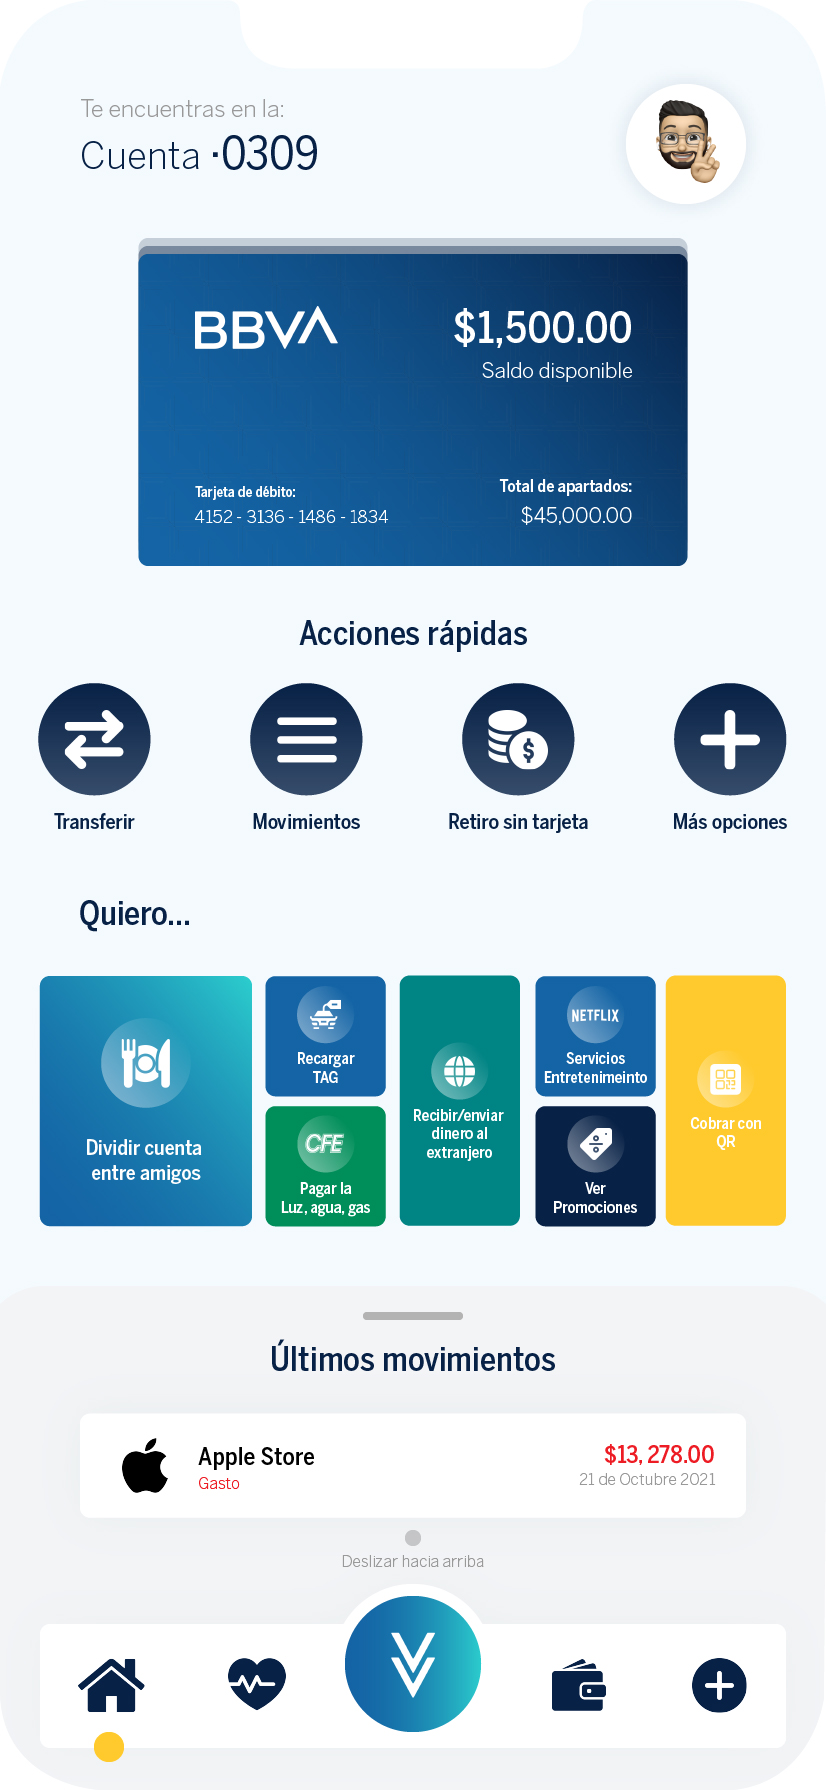 Te encuentras en la:
Cuenta ·0309
BBVA
$1,500.00
Saldo disponible
Tarjeta de débito:
4152 - 3136 - 1486 - 1834
Total de apartados:
$45,000.00
Acciones rápidas
Transferir
Movimientos
Retiro sin tarjeta
Más opciones
Quiero...
Dividir cuenta
entre amigos
Recargar
TAG
CFE
Pagar la
Luz, agua, gas
Recibir/enviar
dinero al
extranjero
NETFLIX
Servicios
Entretenimeinto
Ver
Promociones
Cobrar con
QR
Últimos movimientos
Apple Store
Gasto
$13, 278.00
21 de Octubre 2021
Deslizar hacia arriba